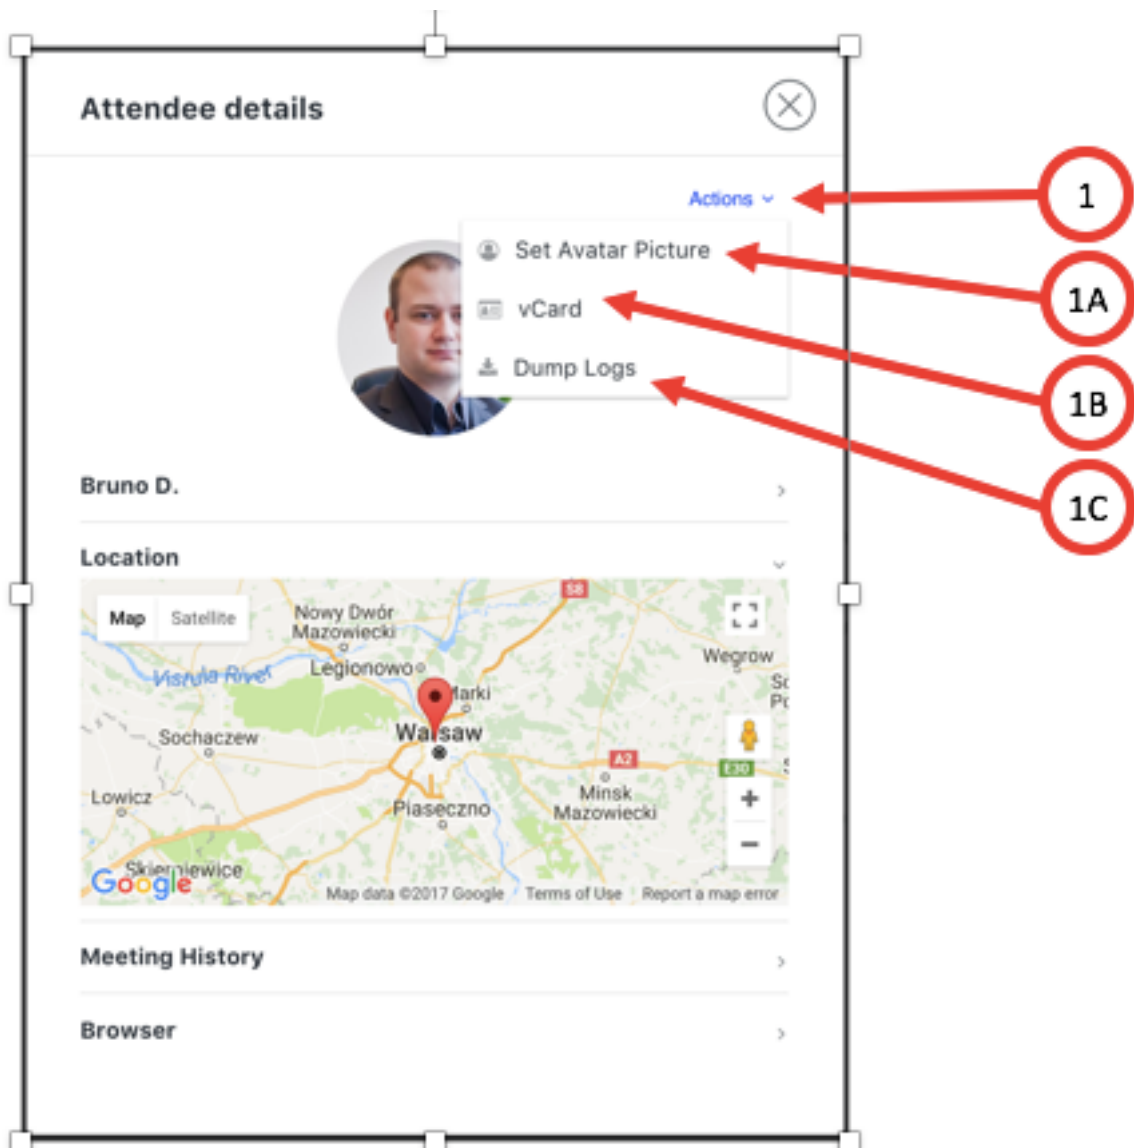 Attendee details
Actions
1
Set Avatar Picture
1A
vCard
1B
Dump Logs
1C
Bruno D.
Location
Map Satellite
S8
Nowy Dwór
Mazowiecki
Legionowo
Wegrow
Vistula River
Marki
Sochaczew
Warsaw
A2
E30
Lowicz
Minsk
Mazowiecki
Piaseczno
Skierniewice
Google
Map data ©2017 Google Terms of Use Report a map error
Meeting History
Browser